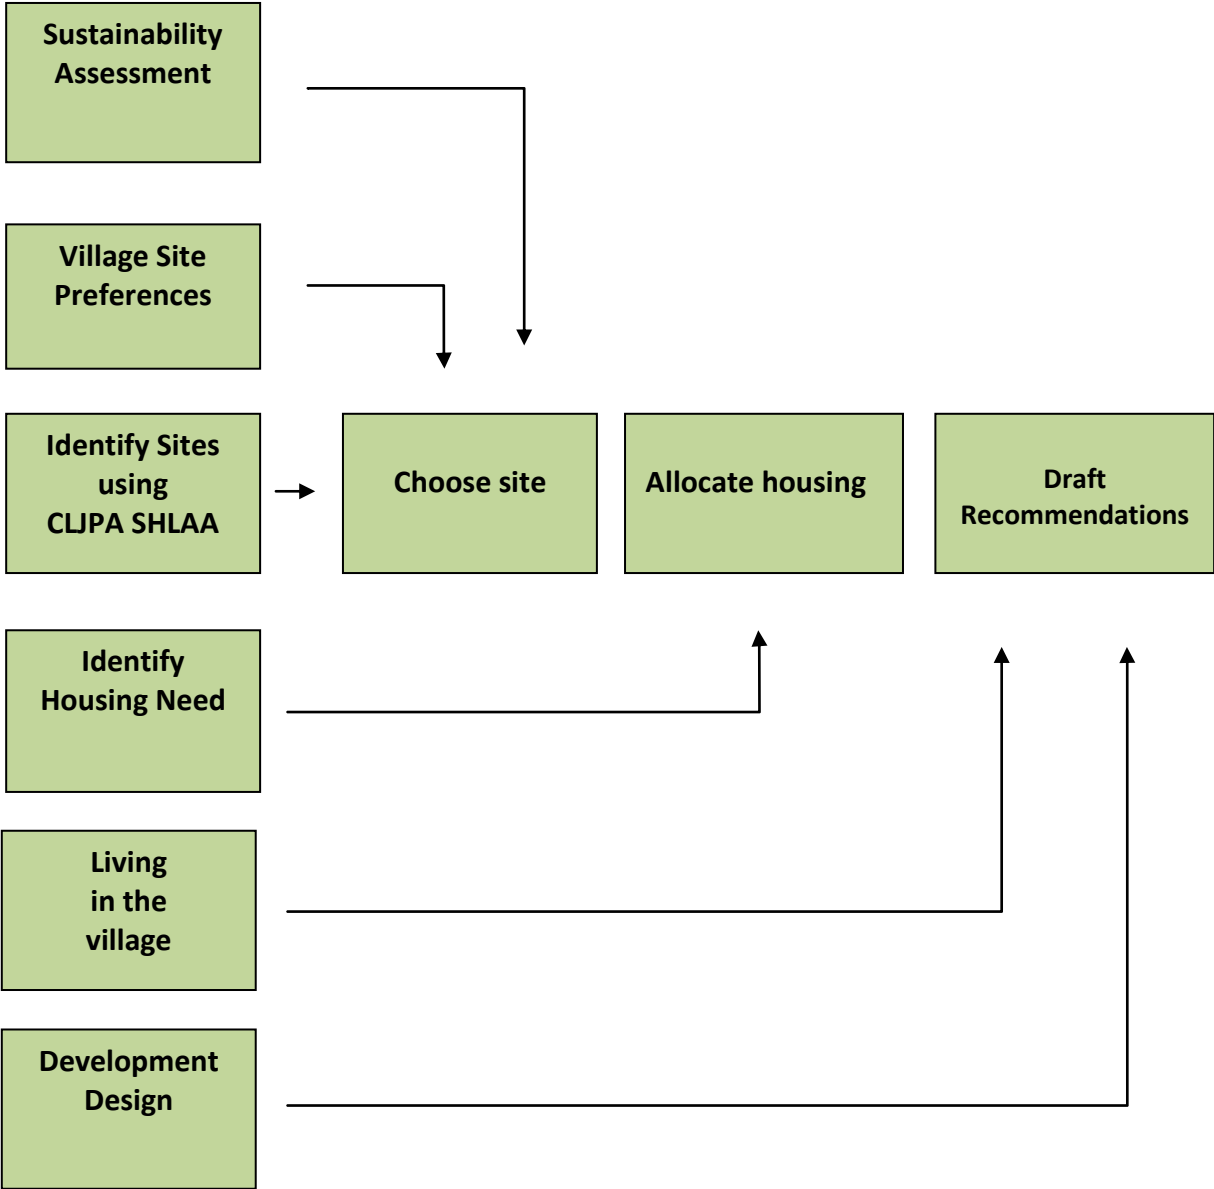 Sustainability
Assessment
Village Site
Preferences
Identify Sites
using
CLJPA SHLAA
Choose site
Allocate housing
Draft
Recommendations
Identify
Housing Need
Living
in the
village
Development
Design